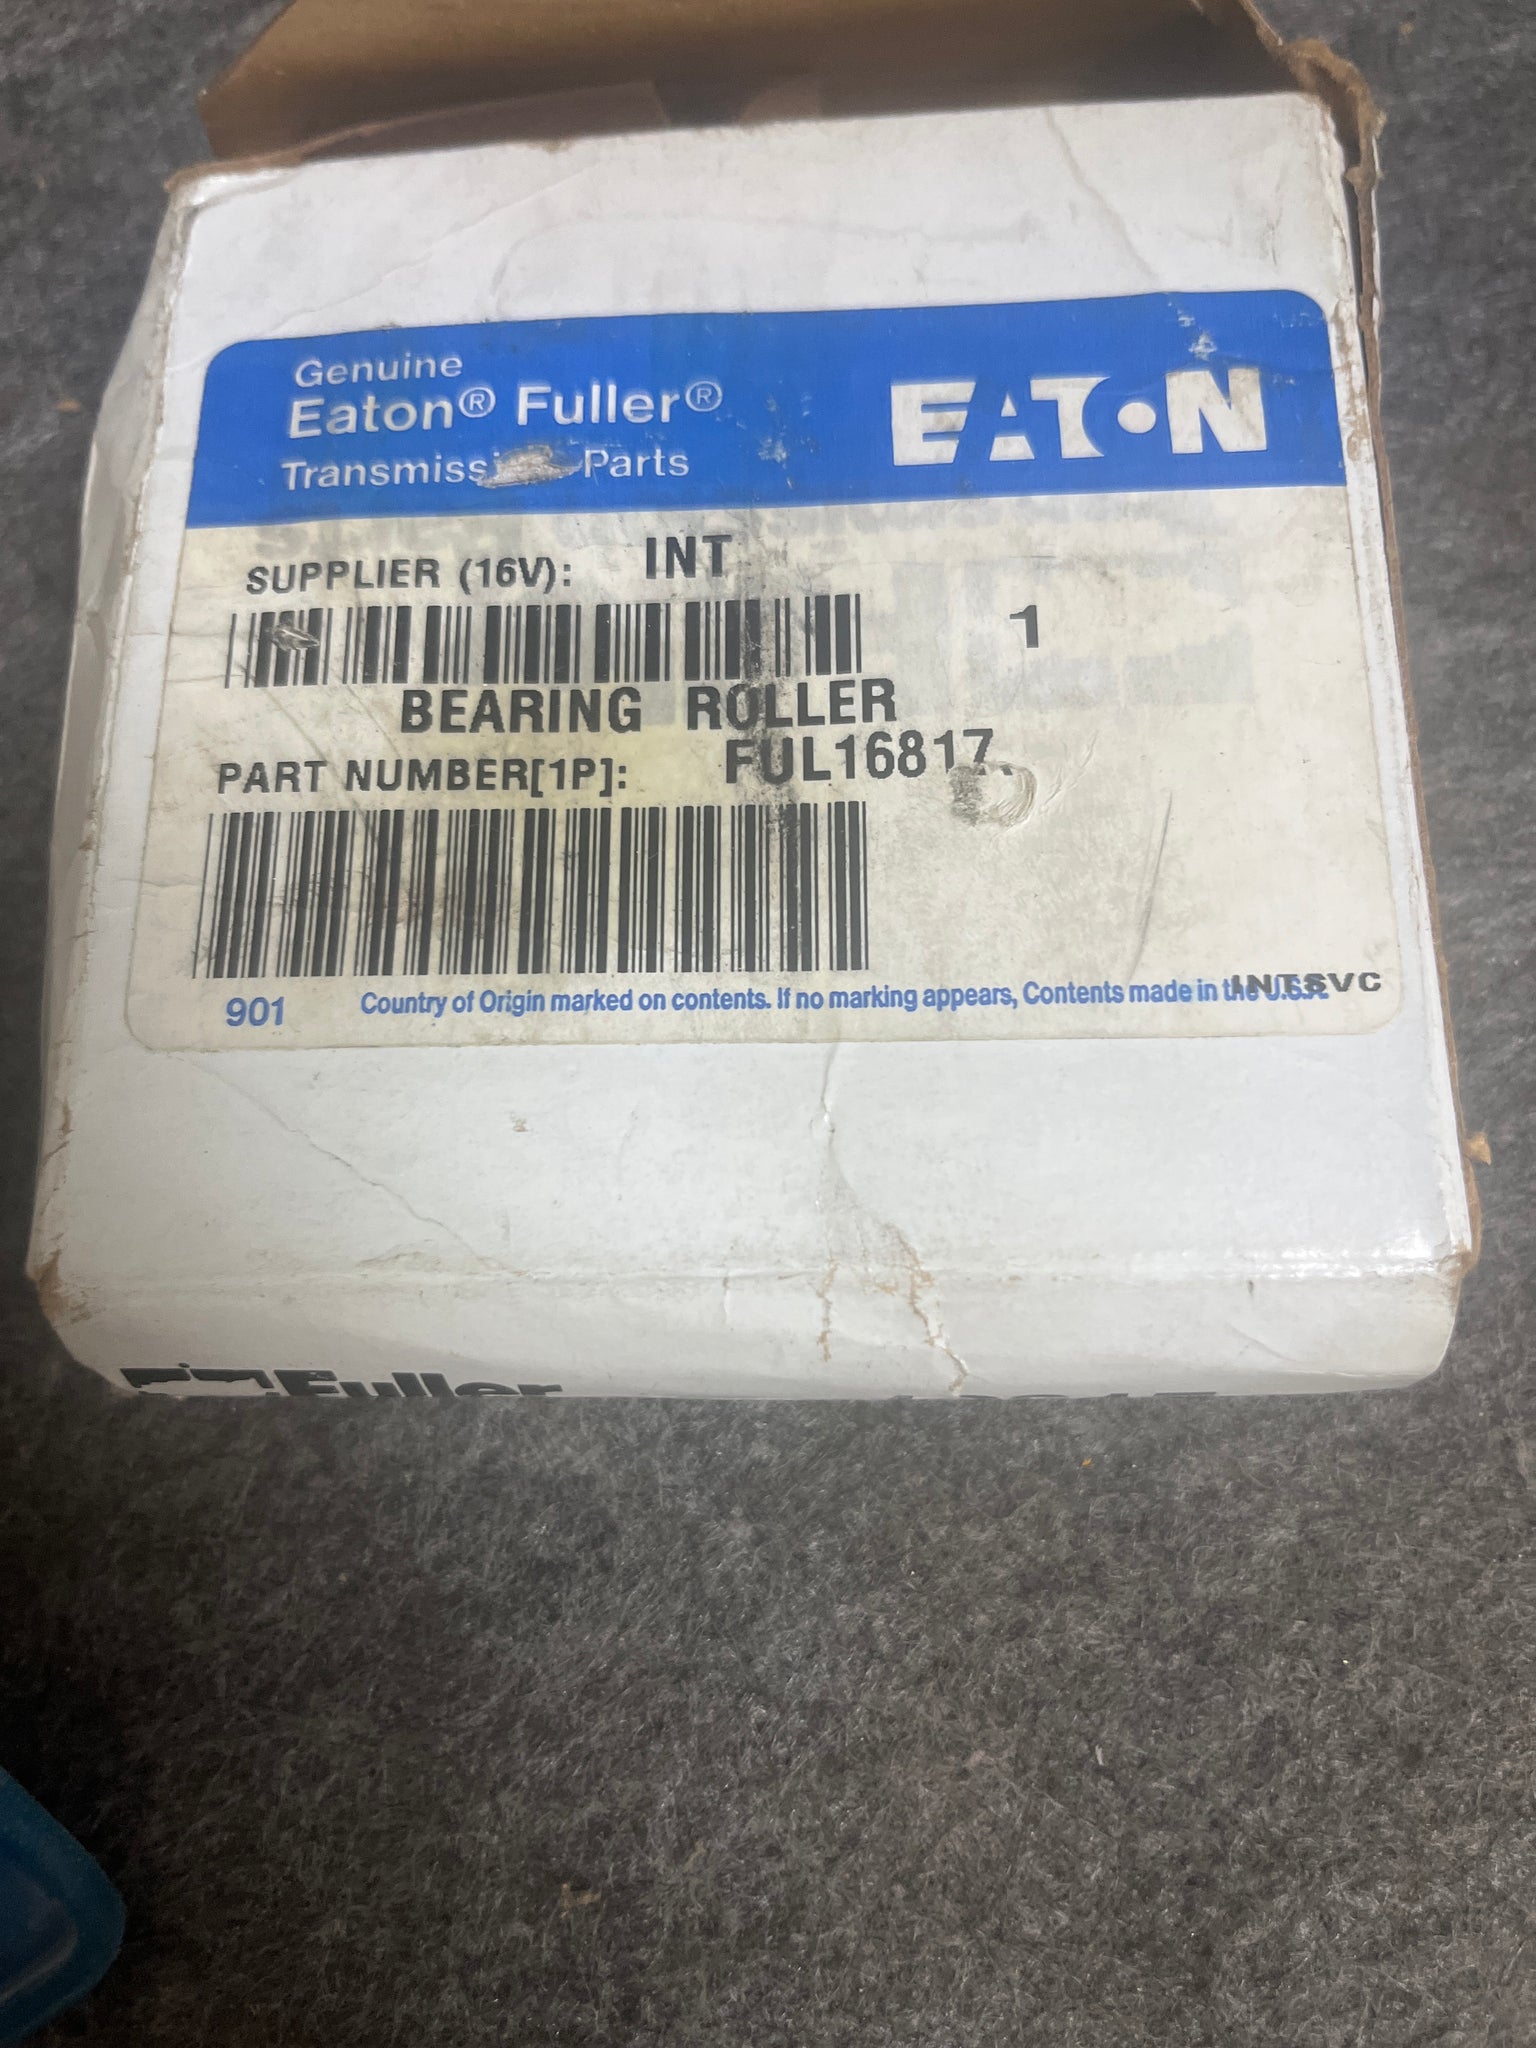 Genuine
Eaton® Fuller®
Parts
EATON
SUPPLIER (16V): INT
1
BEARING ROLLER
PART NUMBER[1P]: FUL16817
901 Country of Origin marked on contents. If no marking appears, Contents made in the U.S.A.
INTSVC
Fuller